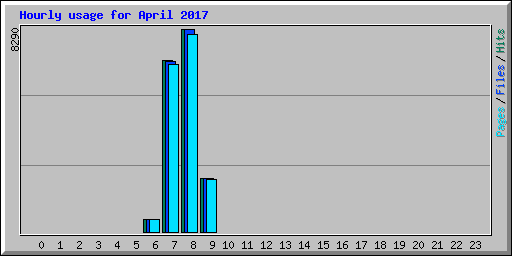 Hourly usage for April 2017
8290
Pages/Files/Hits
0 1 2 3 4 5 6 7 8 9 10 11 12 13 14 15 16 17 18 19 20 21 22 23